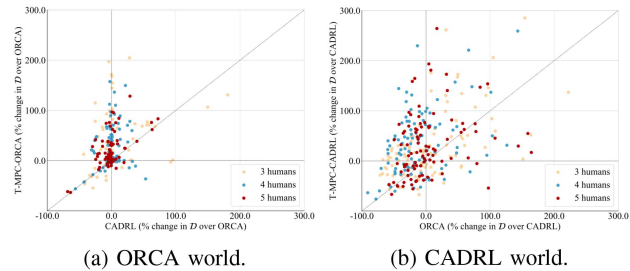 300.0
200.0
100.0
0.0
-100.0
0.0
100.0
200.0
300.0
T-MPC-ORCA (% change in D over ORCA)
CADRL (% change in D over ORCA)
3 humans
4 humans
5 humans
(a) ORCA world.
300.0
200.0
100.0
0.0
-100.0
0.0
100.0
200.0
300.0
T-MPC-CADRL (% change in D over CADRL)
ORCA (% change in D over CADRL)
3 humans
4 humans
5 humans
(b) CADRL world.